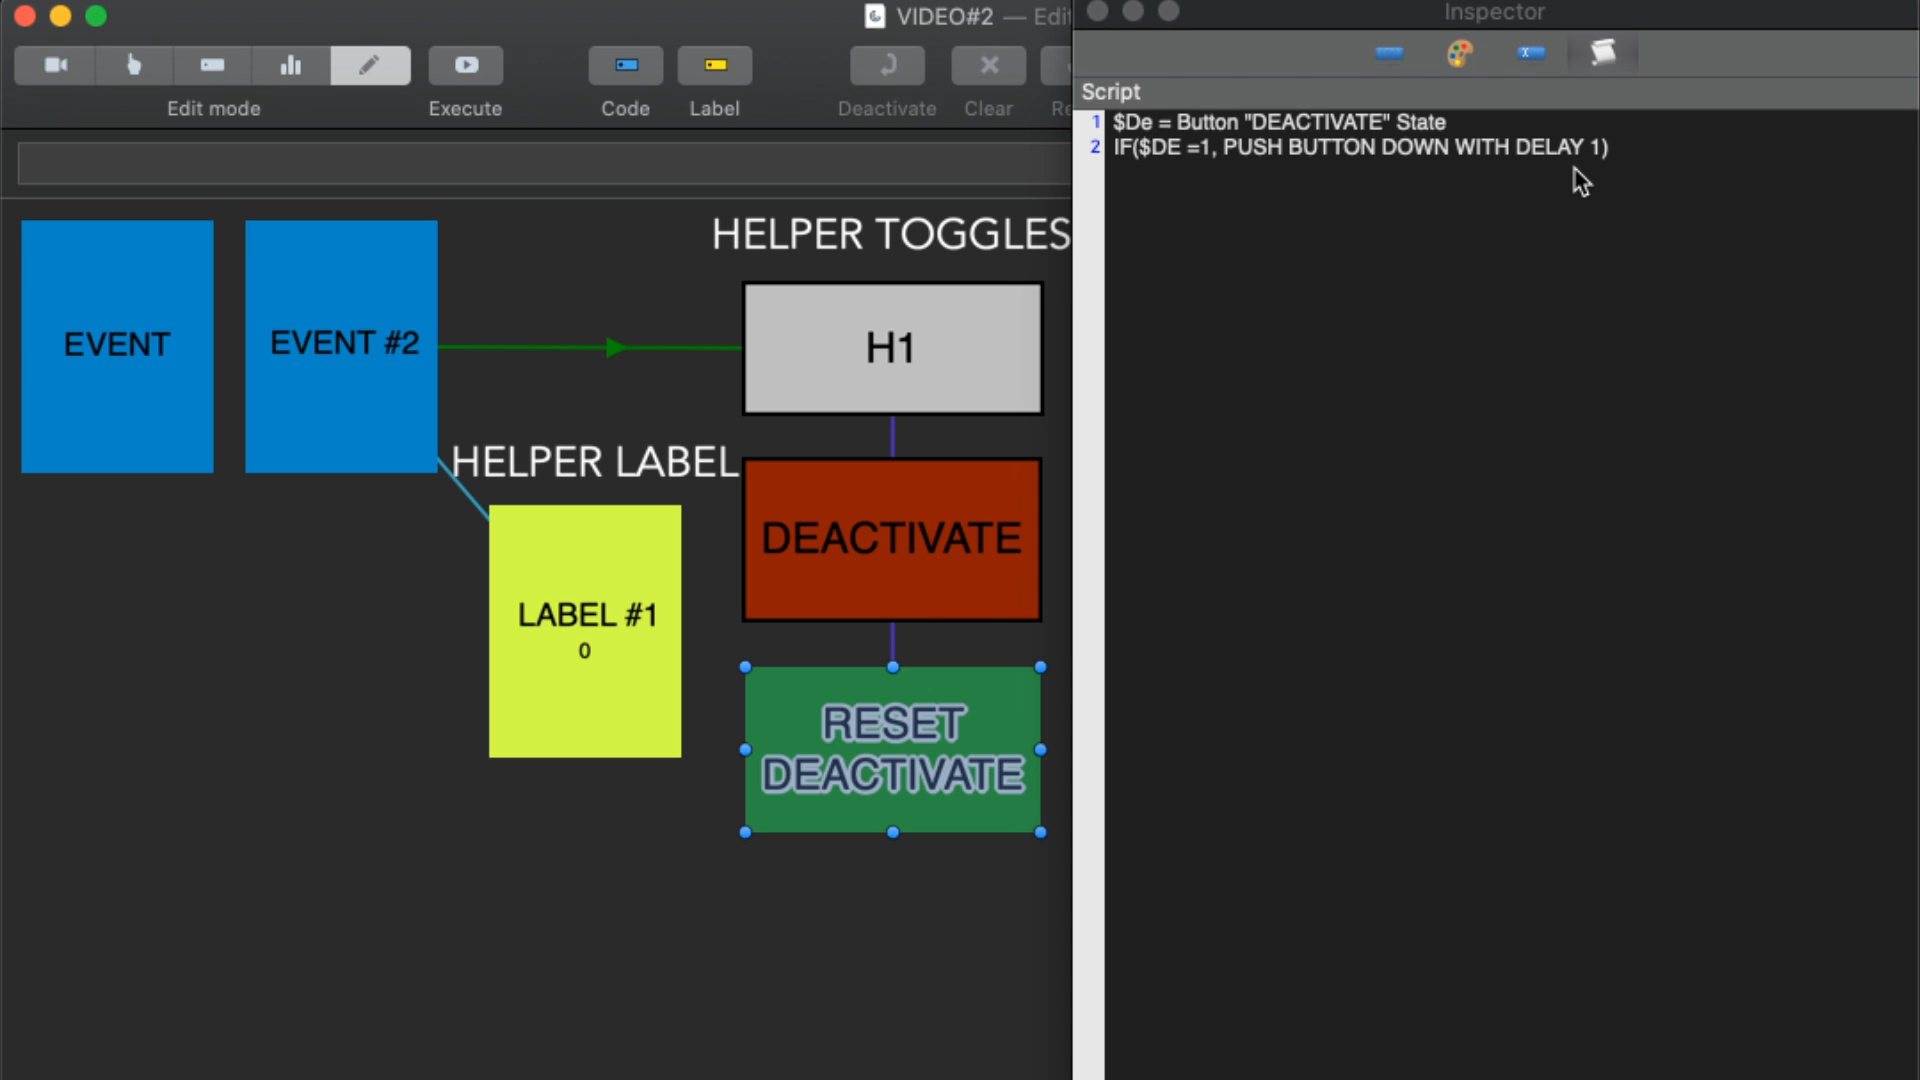 VIDEO#2 — Edi
Inspector
Edit mode
Execute
Code
Label
Deactivate
Clear
Re
Script
1 $De = Button "DEACTIVATE" State
2 IF($DE =1, PUSH BUTTON DOWN WITH DELAY 1)
HELPER TOGGLES
EVENT
EVENT #2
H1
HELPER LABEL
DEACTIVATE
LABEL #1
0
RESET
DEACTIVATE